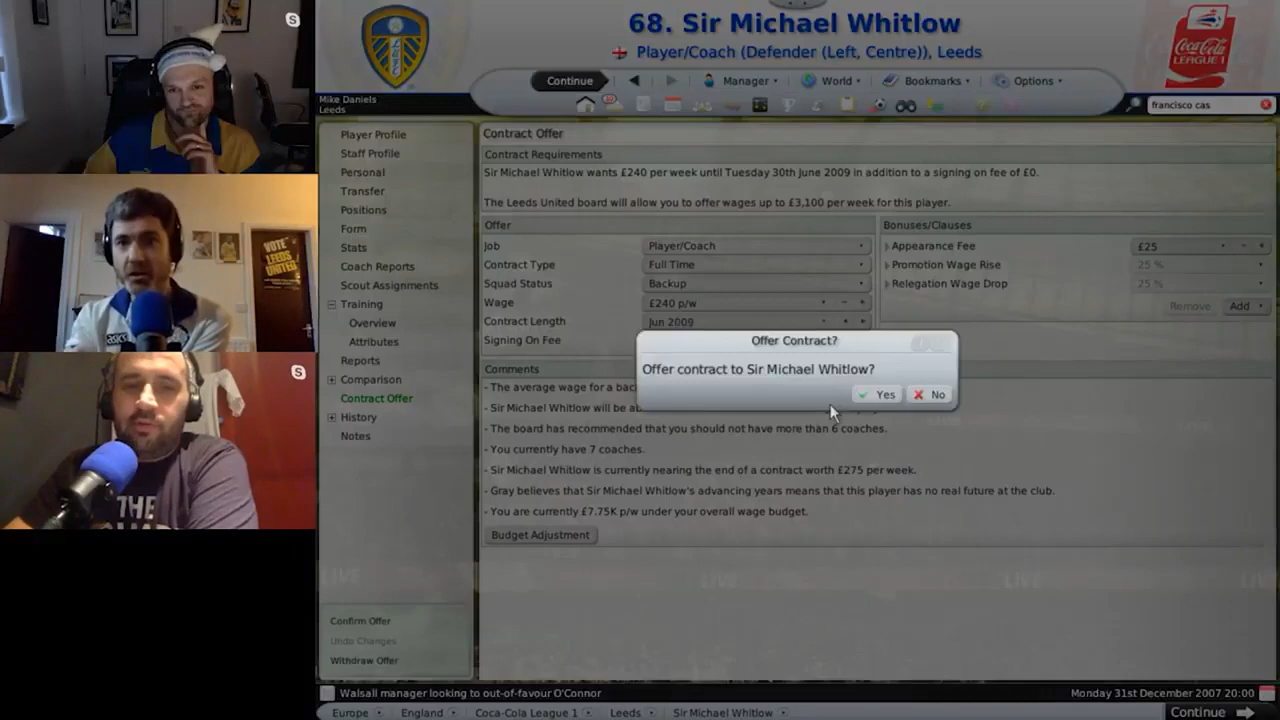 68. Sir Michael Whitlow
Player/Coach (Defender (Left, Centre)), Leeds
Coca-Cola
LEAGUE 1
Continue
Manager
World
Bookmarks
Options
Mike Daniels
Leeds
francisco cas
Player Profile
Staff Profile
Personal
Transfer
Positions
Form
Stats
Coach Reports
Scout Assignments
Training
Overview
Attributes
Reports
Comparison
Contract Offer
History
Notes
Confirm Offer
Undo Changes
Withdraw Offer
Contract Offer
Contract Requirements
Sir Michael Whitlow wants £240 per week until Tuesday 30th June 2009 in addition to a signing on fee of £0.
The Leeds United board will allow you to offer wages up to £3,100 per week for this player.
Offer
Job Player/Coach
Contract Type Full Time
Squad Status Backup
Wage £240 p/w
Contract Length Jun 2009
Signing On Fee
Bonuses/Clauses
Appearance Fee £25
Promotion Wage Rise 25 %
Relegation Wage Drop 25 %
Remove Add
Offer Contract?
Offer contract to Sir Michael Whitlow?
Yes No
Comments
- The average wage for a bac
- Sir Michael Whitlow will be ab
- The board has recommended that you should not have more than 6 coaches.
- You currently have 7 coaches.
- Sir Michael Whitlow is currently nearing the end of a contract worth £275 per week.
- Gray believes that Sir Michael Whitlow's advancing years means that this player has no real future at the club.
- You are currently £7.75K p/w under your overall wage budget.
Budget Adjustment
VOTE
LEEDS
UNITED
asics
THE
LIVE
LIVE
LIVE
Walsall manager looking to out-of-favour O'Connor
Monday 31st December 2007 20:00
Europe England Coca-Cola League 1 Leeds Sir Michael Whitlow
Continue